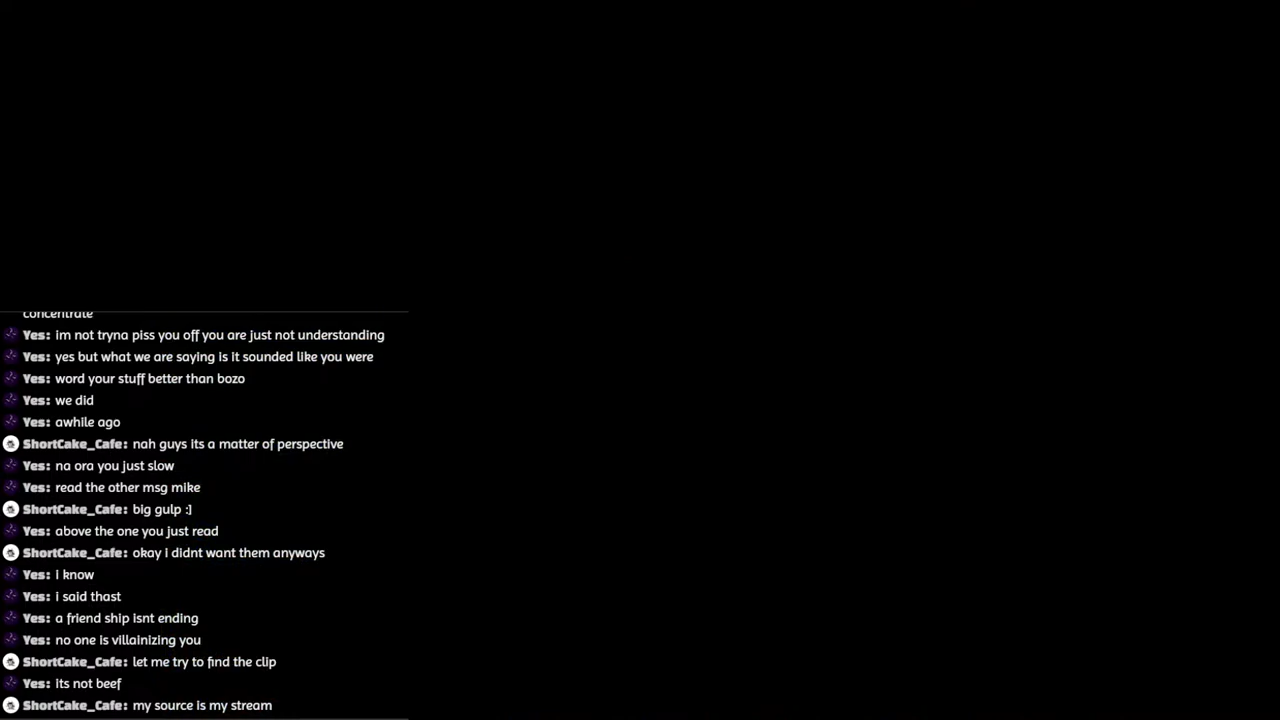 concentrate
Yes: im not tryna piss you off you are just not understanding
Yes: yes but what we are saying is it sounded like you were
Yes: word your stuff better than bozo
Yes: we did
Yes: awhile ago
ShortCake_Cafe: nah guys its a matter of perspective
Yes: na ora you just slow
Yes: read the other msg mike
ShortCake_Cafe: big gulp :]
Yes: above the one you just read
ShortCake_Cafe: okay i didnt want them anyways
Yes: i know
Yes: i said thast
Yes: a friend ship isnt ending
Yes: no one is villainizing you
ShortCake_Cafe: let me try to find the clip
Yes: its not beef
ShortCake_Cafe: my source is my stream